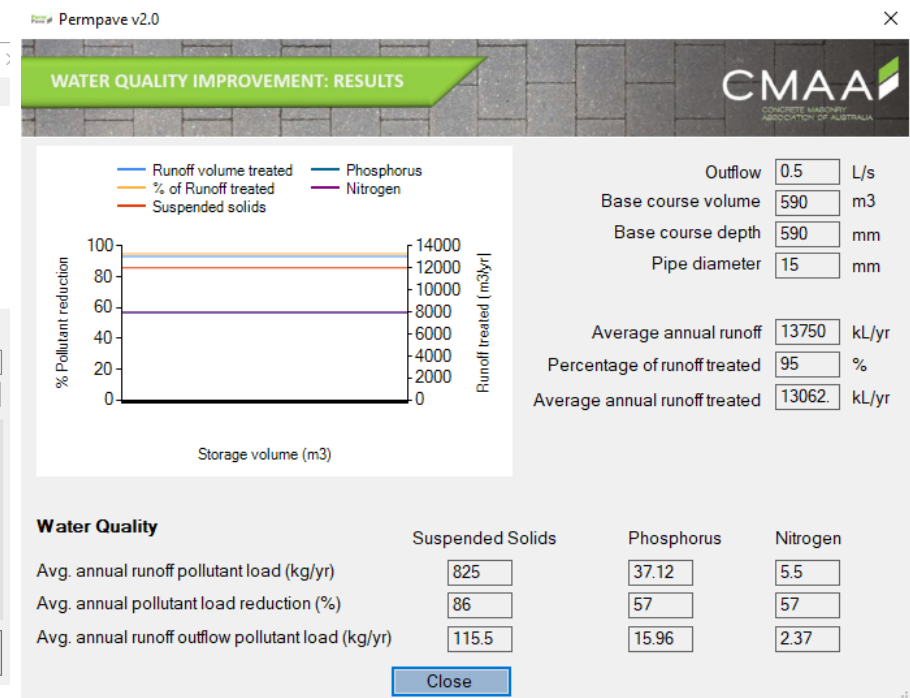 Permpave v2.0
WATER QUALITY IMPROVEMENT: RESULTS
CMAA
CONCRETE MASONRY
ASSOCIATION OF AUSTRALIA
Runoff volume treated
Phosphorus
% of Runoff treated
Nitrogen
Suspended solids
% Pollutant reduction
100
80
60
40
20
0
14000
12000
10000
8000
6000
4000
2000
0
Runoff treated (m3/yr)
Storage volume (m3)
Outflow 0.5 L/s
Base course volume 590 m3
Base course depth 590 mm
Pipe diameter 15 mm
Average annual runoff 13750 kL/yr
Percentage of runoff treated 95 %
Average annual runoff treated 13062. kL/yr
Water Quality
Suspended Solids Phosphorus Nitrogen
Avg. annual runoff pollutant load (kg/yr) 825 37.12 5.5
Avg. annual pollutant load reduction (%) 86 57 57
Avg. annual runoff outflow pollutant load (kg/yr) 115.5 15.96 2.37
Close